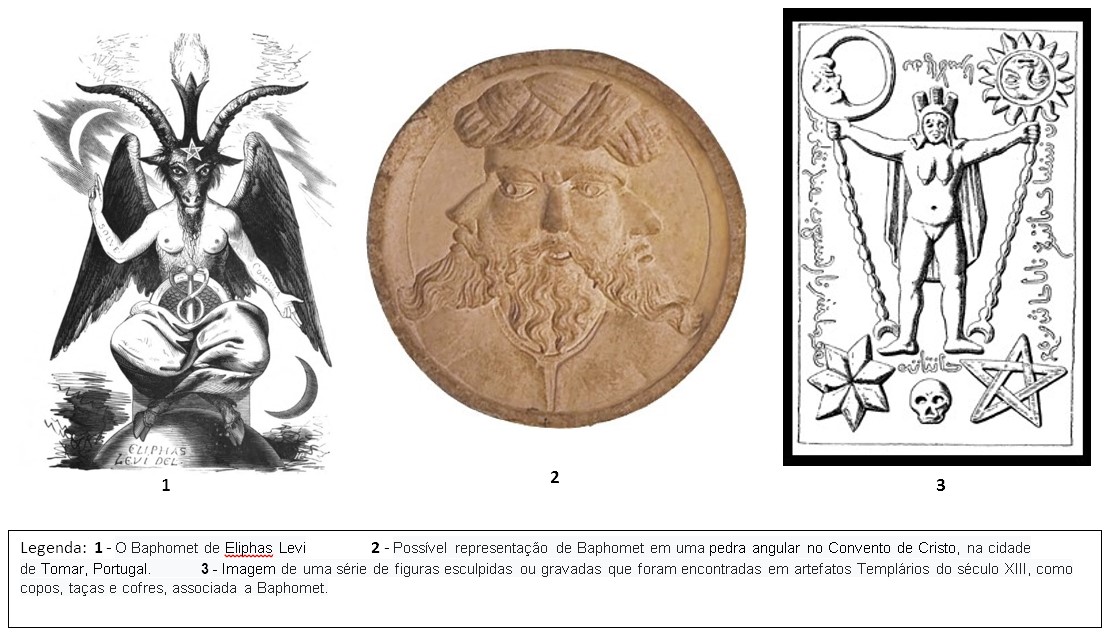 SOLVE
COAGULA
ELIPHAS
LEVI DEL
1
2
3
Legenda: 1 - O Baphomet de Eliphas Levi 2 - Possível representação de Baphomet em uma pedra angular no Convento de Cristo, na cidade
de Tomar, Portugal. 3 - Imagem de uma série de figuras esculpidas ou gravadas que foram encontradas em artefatos Templários do século XIII, como
copos, taças e cofres, associada a Baphomet.